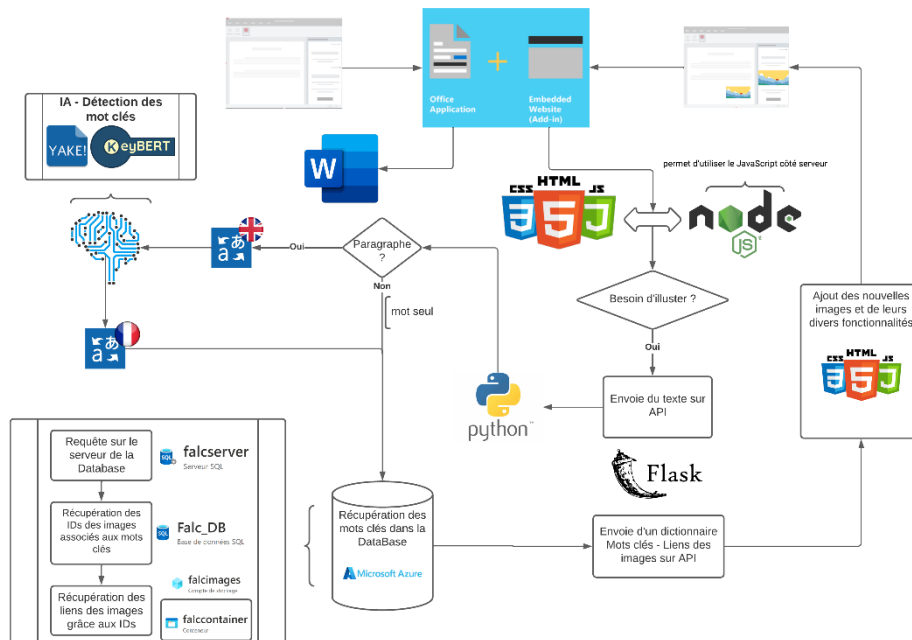 Office
Application
Embedded
Website
(Add-in)
IA - Détection des
mot clés
YAKE!
KeyBERT
W
permet d'utiliser le JavaScript côté serveur
CSS HTML JS
node
JS
Oui
Paragraphe
?
Non
mot seul
Besoin d'illuster ?
Oui
Ajout des nouvelles
images et de leurs
divers fonctionnalités
CSS HTML JS
Envoie du texte sur
API
python
Flask
Requête sur le
serveur de la
Database
SQL
falcserver
Serveur SQL
Récupération des
IDs des images
associés aux mots
clés
SQL
Falc_DB
Base de données SQL
Récupération des
liens des images
grâce aux IDs
falcimages
Compte de stockage
falccontainer
Conteneur
Récupération des
mots clés dans la
DataBase
Microsoft Azure
Envoie d'un dictionnaire
Mots clés - Liens des
images sur API